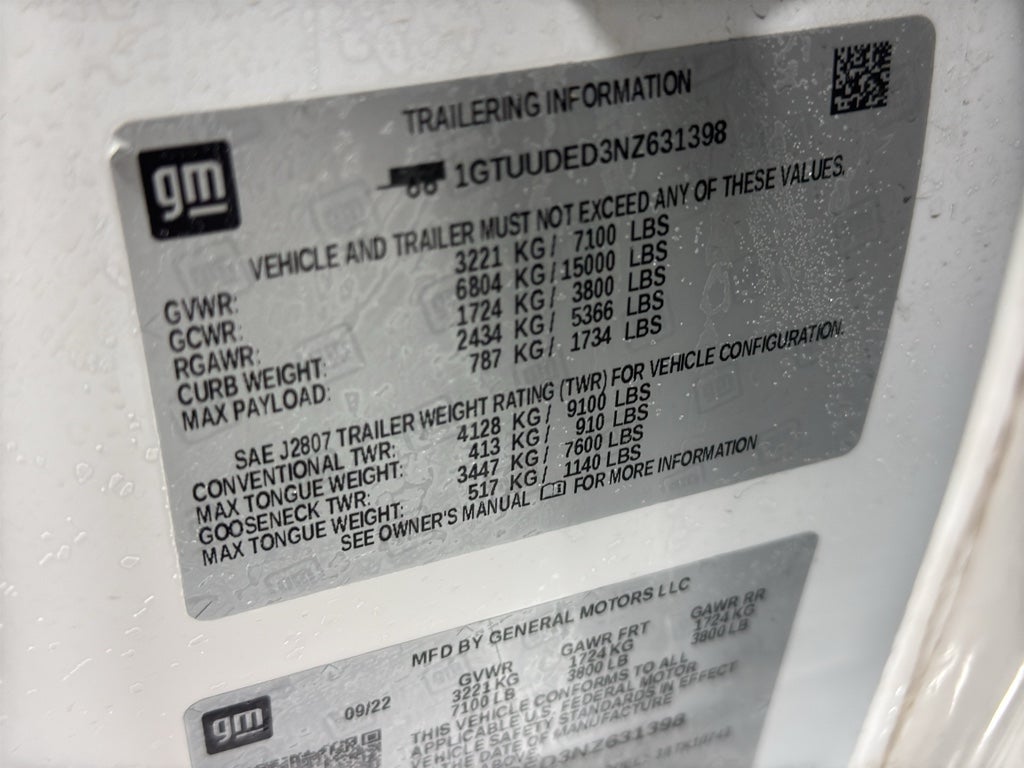 TRAILERING INFORMATION
gm
1GTUUDED3NZ631398
VEHICLE AND TRAILER MUST NOT EXCEED ANY OF THESE VALUES.
GVWR: 3221 KG/ 7100 LBS
GCWR: 6804 KG/15000 LBS
RGAWR: 1724 KG/ 3800 LBS
CURB WEIGHT: 2434 KG/ 5366 LBS
MAX PAYLOAD: 787 KG/ 1734 LBS
SAE J2807 TRAILER WEIGHT RATING (TWR) FOR VEHICLE CONFIGURATION.
CONVENTIONAL TWR: 4128 KG/ 9100 LBS
MAX TONGUE WEIGHT: 413 KG/ 910 LBS
GOOSENECK TWR: 3447 KG/ 7600 LBS
MAX TONGUE WEIGHT: 517 KG/ 1140 LBS
SEE OWNER'S MANUAL FOR MORE INFORMATION
MFD BY GENERAL MOTORS LLC
gm
09/22
GVWR GAWR FRT GAWR RR
3221 KG 1724 KG 1724 KG
7100 LB 3800 LB 3800 LB
THIS VEHICLE CONFORMS TO ALL
APPLICABLE U.S. FEDERAL MOTOR
VEHICLE SAFETY STANDARDS IN EFFECT
THE DATE OF MANUFACTURE
ABOVE.
D3NZ631398